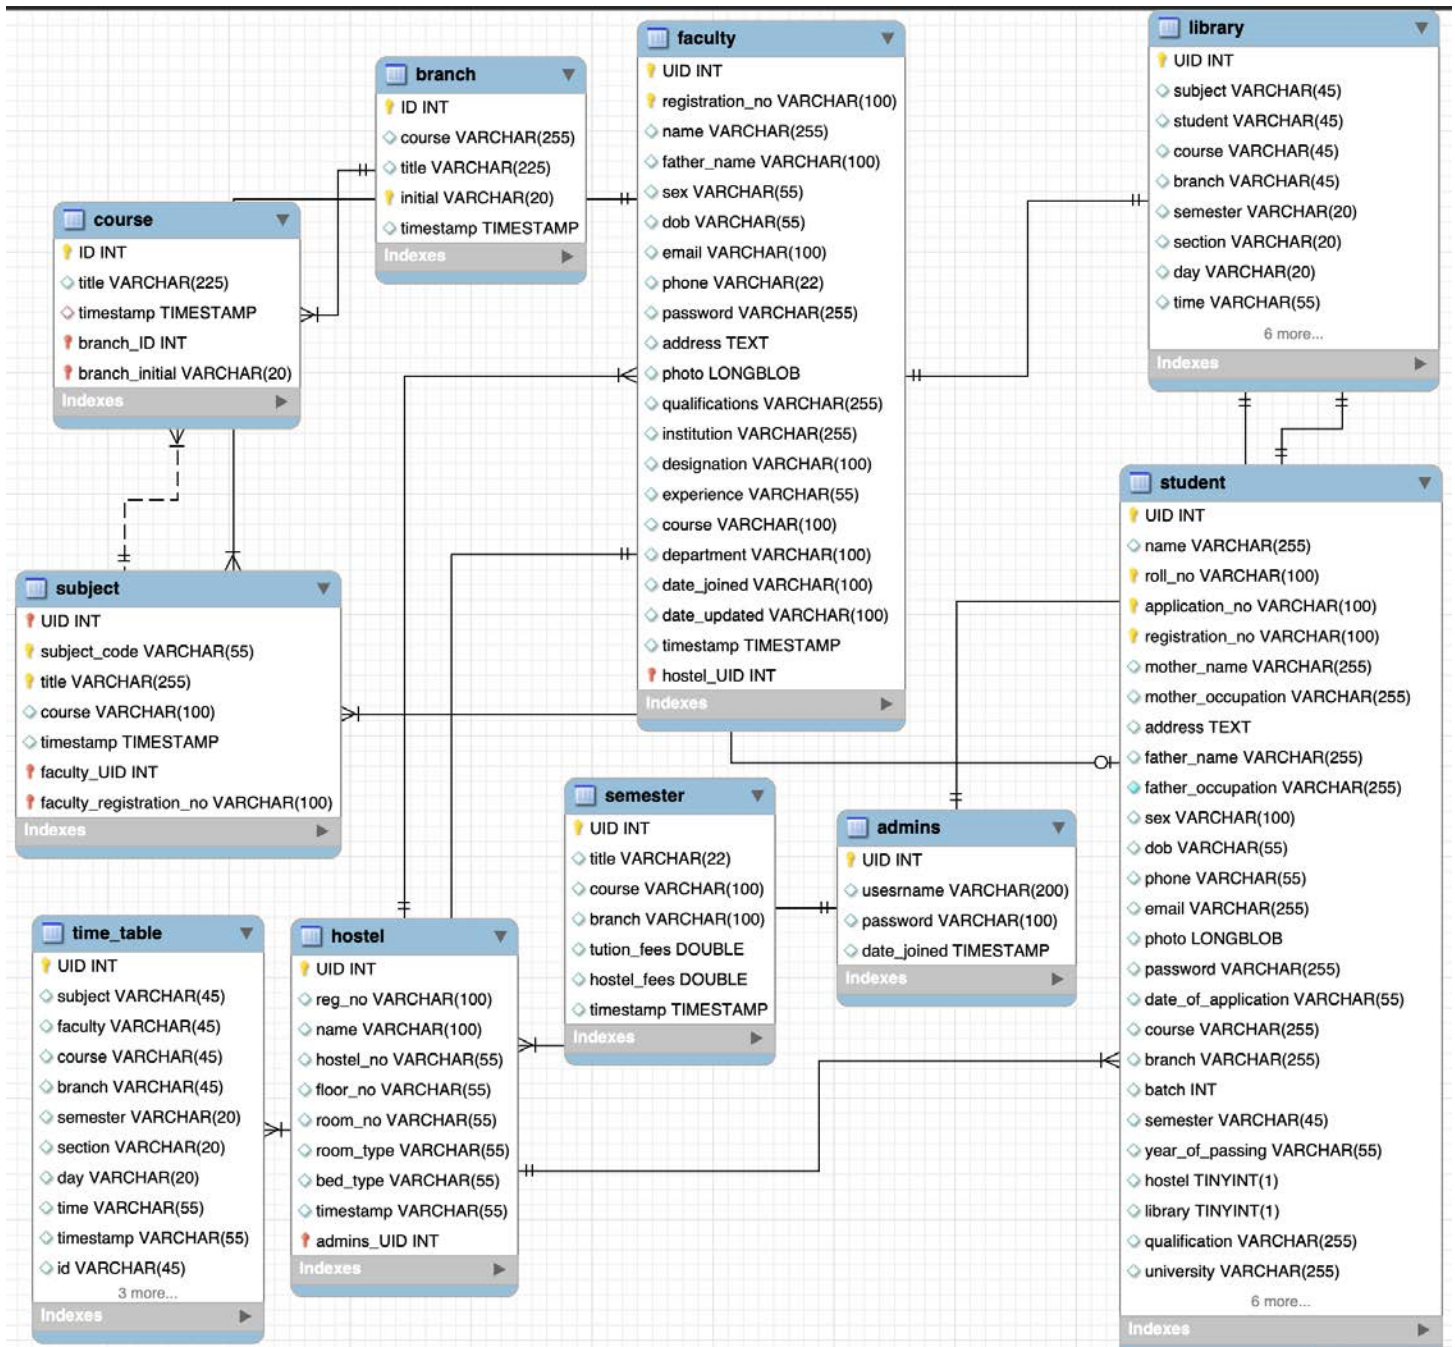 branch
ID INT
course VARCHAR(255)
title VARCHAR(225)
initial VARCHAR(20)
timestamp TIMESTAMP
Indexes
course
ID INT
title VARCHAR(225)
timestamp TIMESTAMP
branch_ID INT
branch_initial VARCHAR(20)
Indexes
faculty
UID INT
registration_no VARCHAR(100)
name VARCHAR(255)
father_name VARCHAR(100)
sex VARCHAR(55)
dob VARCHAR(55)
email VARCHAR(100)
phone VARCHAR(22)
password VARCHAR(255)
address TEXT
photo LONGBLOB
qualifications VARCHAR(255)
institution VARCHAR(255)
designation VARCHAR(100)
experience VARCHAR(55)
course VARCHAR(100)
department VARCHAR(100)
date_joined VARCHAR(100)
date_updated VARCHAR(100)
timestamp TIMESTAMP
hostel_UID INT
Indexes
library
UID INT
subject VARCHAR(45)
student VARCHAR(45)
course VARCHAR(45)
branch VARCHAR(45)
semester VARCHAR(20)
section VARCHAR(20)
day VARCHAR(20)
time VARCHAR(55)
6 more...
Indexes
subject
UID INT
subject_code VARCHAR(55)
title VARCHAR(255)
course VARCHAR(100)
timestamp TIMESTAMP
faculty_UID INT
faculty_registration_no VARCHAR(100)
Indexes
student
UID INT
name VARCHAR(255)
roll_no VARCHAR(100)
application_no VARCHAR(100)
registration_no VARCHAR(100)
mother_name VARCHAR(255)
mother_occupation VARCHAR(255)
address TEXT
father_name VARCHAR(255)
father_occupation VARCHAR(255)
sex VARCHAR(100)
dob VARCHAR(55)
phone VARCHAR(55)
email VARCHAR(255)
photo LONGBLOB
password VARCHAR(255)
date_of_application VARCHAR(55)
course VARCHAR(255)
branch VARCHAR(255)
batch INT
semester VARCHAR(45)
year_of_passing VARCHAR(55)
hostel TINYINT(1)
library TINYINT(1)
qualification VARCHAR(255)
university VARCHAR(255)
6 more...
Indexes
semester
UID INT
title VARCHAR(22)
course VARCHAR(100)
branch VARCHAR(100)
tution_fees DOUBLE
hostel_fees DOUBLE
timestamp TIMESTAMP
Indexes
admins
UID INT
usesrname VARCHAR(200)
password VARCHAR(100)
date_joined TIMESTAMP
Indexes
time_table
UID INT
subject VARCHAR(45)
faculty VARCHAR(45)
course VARCHAR(45)
branch VARCHAR(45)
semester VARCHAR(20)
section VARCHAR(20)
day VARCHAR(20)
time VARCHAR(55)
timestamp VARCHAR(55)
id VARCHAR(45)
3 more...
Indexes
hostel
UID INT
reg_no VARCHAR(100)
name VARCHAR(100)
hostel_no VARCHAR(55)
floor_no VARCHAR(55)
room_no VARCHAR(55)
room_type VARCHAR(55)
bed_type VARCHAR(55)
timestamp VARCHAR(55)
admins_UID INT
Indexes